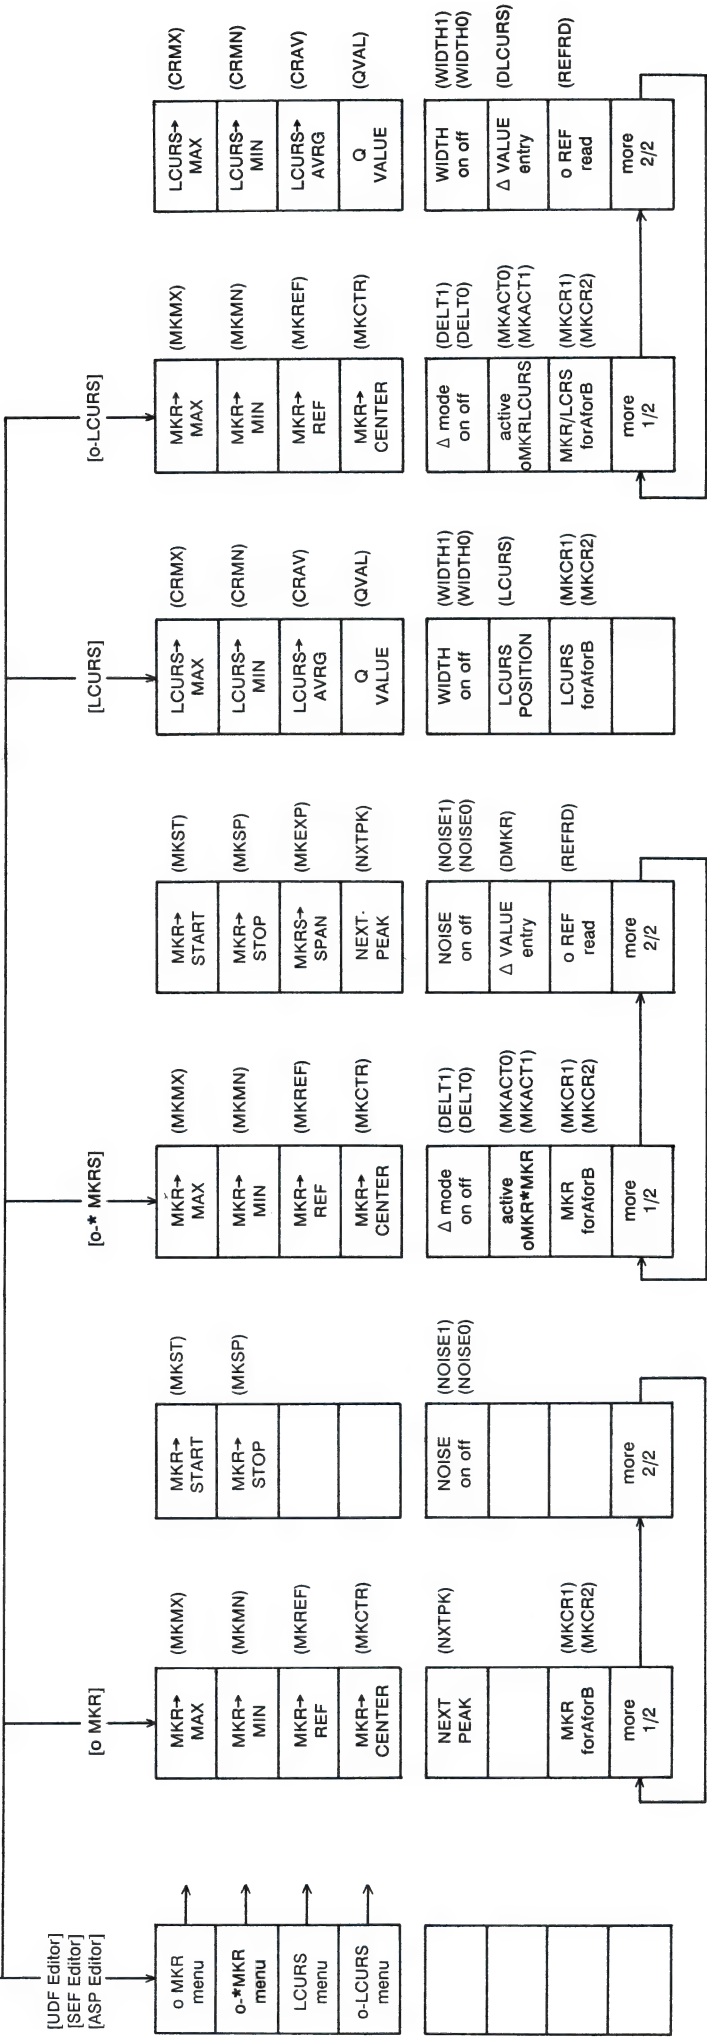 [UDF Editor]
[SEF Editor]
[ASP Editor]
o MKR
menu
o-*MKR
menu
LCURS
menu
o-LCURS
menu
[o MKR]
MKR→
MAX
(MKMX)
MKR→
MIN
(MKMN)
MKR→
REF
(MKREF)
MKR→
CENTER
(MKCTR)
NEXT
PEAK
(NXTPK)
MKR
forAforB
(MKCR1)
(MKCR2)
more
1/2
MKR→
START
(MKST)
MKR→
STOP
(MKSP)
NOISE
on off
(NOISE1)
(NOISE0)
more
2/2
[o-* MKRS]
MKR→
MAX
(MKMX)
MKR→
MIN
(MKMN)
MKR→
REF
(MKREF)
MKR→
CENTER
(MKCTR)
Δ mode
on off
(DELT1)
(DELT0)
active
oMKR*MKR
(MKACT0)
(MKACT1)
MKR
forAforB
(MKCR1)
(MKCR2)
more
1/2
MKR→
START
(MKST)
MKR→
STOP
(MKSP)
MKRS→
SPAN
(MKEXP)
NEXT-
PEAK
(NXTPK)
NOISE
on off
(NOISE1)
(NOISE0)
Δ VALUE
entry
(DMKR)
o REF
read
(REFRD)
more
2/2
[LCURS]
LCURS→
MAX
(CRMX)
LCURS→
MIN
(CRMN)
LCURS→
AVRG
(CRAV)
Q
VALUE
(QVAL)
WIDTH
on off
(WIDTH1)
(WIDTH0)
LCURS
POSITION
(LCURS)
LCURS
forAforB
(MKCR1)
(MKCR2)
[o-LCURS]
MKR→
MAX
(MKMX)
MKR→
MIN
(MKMN)
MKR→
REF
(MKREF)
MKR→
CENTER
(MKCTR)
Δ mode
on off
(DELT1)
(DELT0)
active
oMKRLCURS
(MKACT0)
(MKACT1)
MKR/LCRS
forAforB
(MKCR1)
(MKCR2)
more
1/2
LCURS→
MAX
(CRMX)
LCURS→
MIN
(CRMN)
LCURS→
AVRG
(CRAV)
Q
VALUE
(QVAL)
WIDTH
on off
(WIDTH1)
(WIDTH0)
Δ VALUE
entry
(DLCURS)
o REF
read
(REFRD)
more
2/2